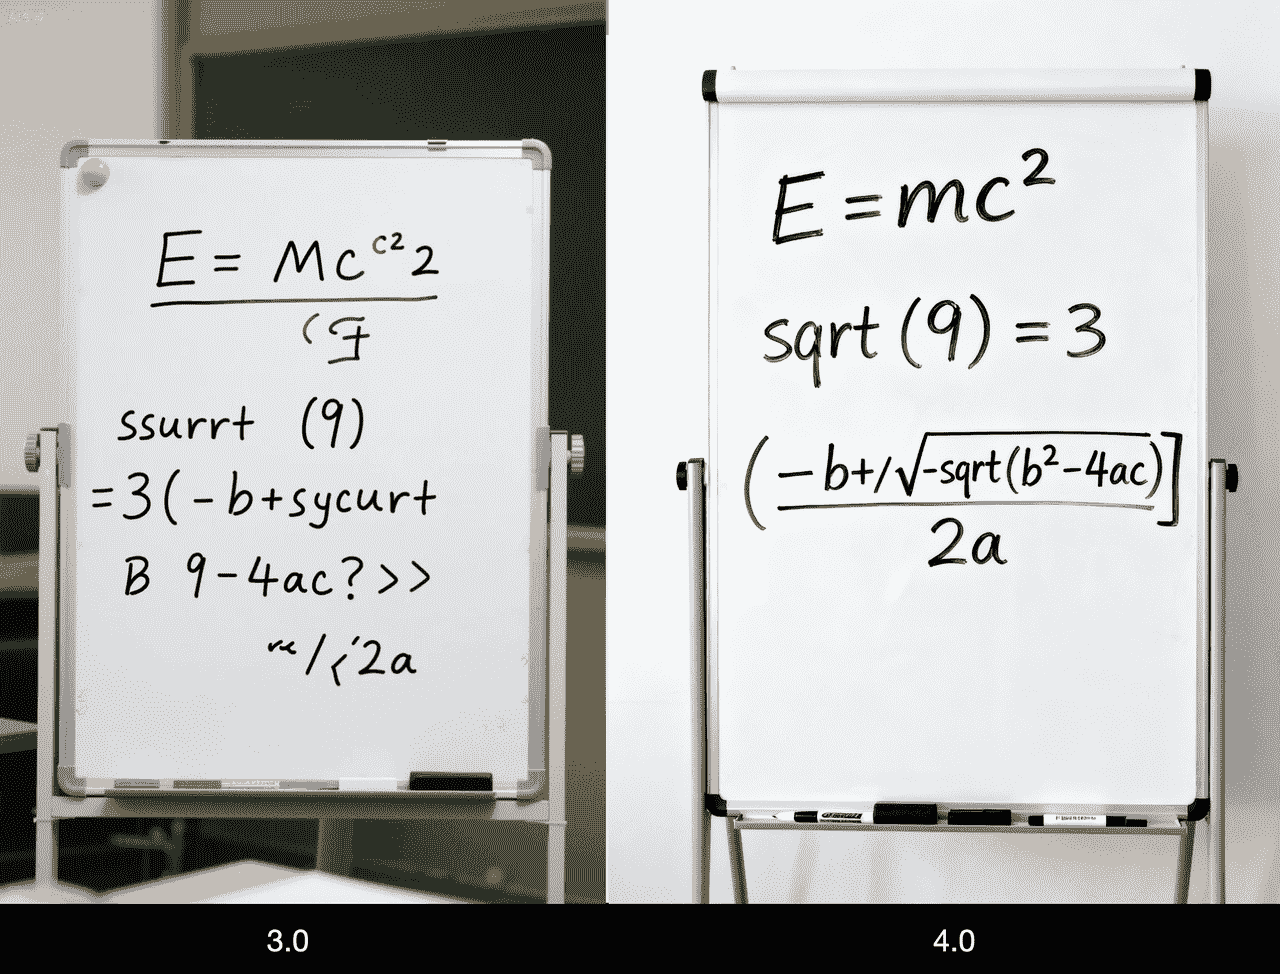 E = Mc c² 2
ssurrt (9)
=3(-b+sycurt
B 9-4ac?>>
/‹'2a
3.0
E = mc²
sqrt (9) = 3
(-b+/√-sqrt(b²-4ac)]
2a
4.0